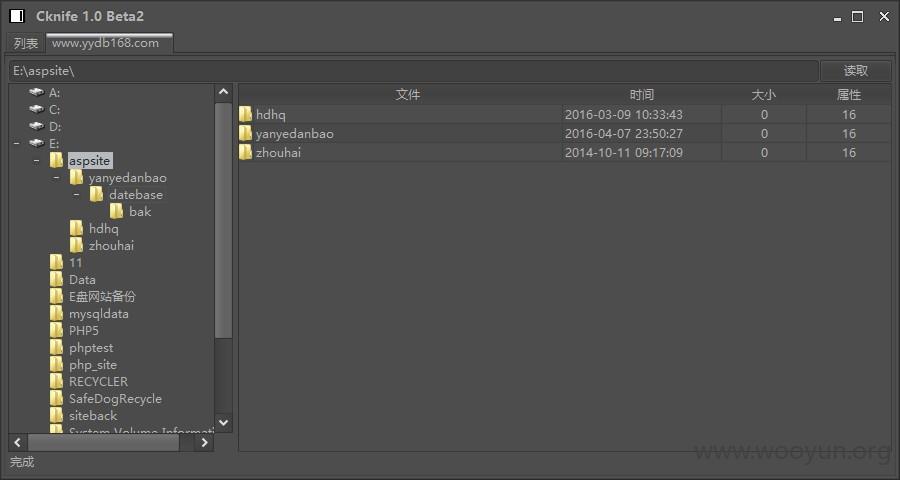 Cknife 1.0 Beta2
列表 www.yydb168.com
E:\aspsite\ 读取
A:
C:
D:
E:
aspsite
yanyedanbao
datebase
bak
hdhq
zhouhai
11
Data
E盘网站备份
mysqldata
PHP5
phptest
php_site
RECYCLER
SafeDogRecycle
siteback
System Volume Informati
文件 时间 大小 属性
hdhq 2016-03-09 10:33:43 0 16
yanyedanbao 2016-04-07 23:50:27 0 16
zhouhai 2014-10-11 09:17:09 0 16
完成
www.wooyun.org